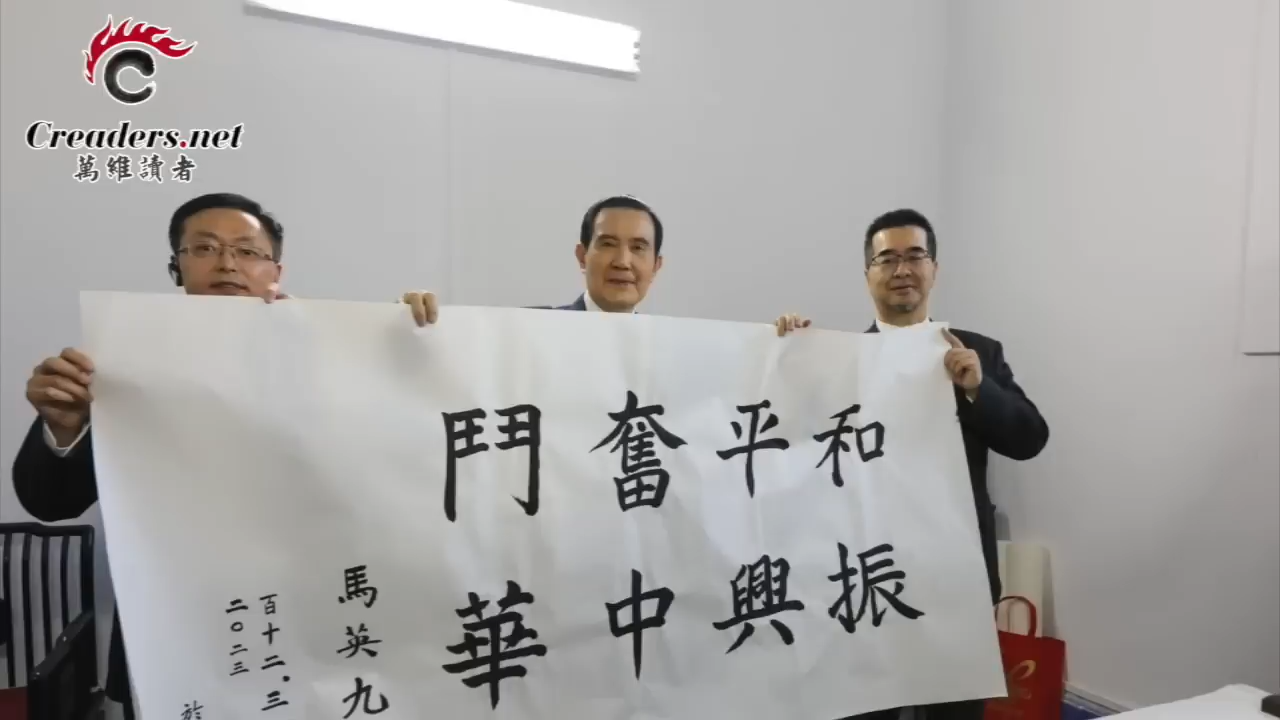 Creaders.net
萬維讀者
和平奮鬥
振興中華
馬英九
百十二、三
二〇二三
於